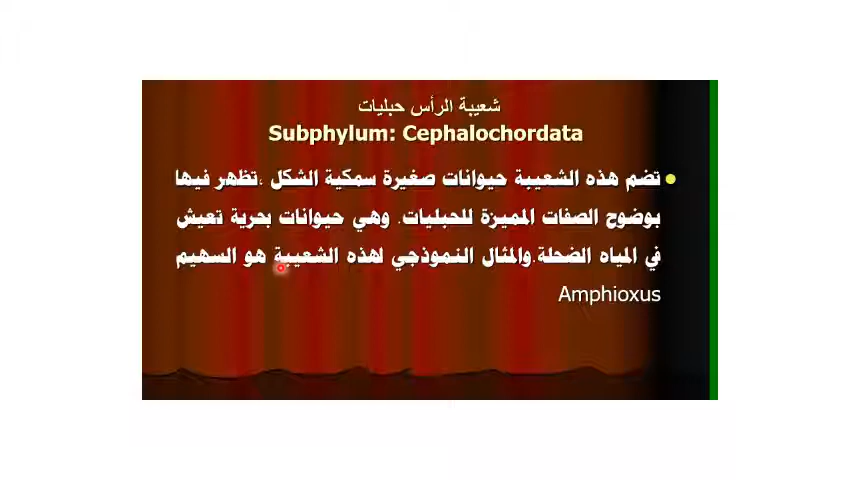 شعيبة الرأس حبليات
Subphylum: Cephalochordata
تضم هذه الشعيبة حيوانات صغيرة سمكية الشكل ،تظهر فيها
بوضوح الصفات المميزة للحبليات. وهي حيوانات بحرية تعيش
في المياه الضحلة.والمثال النموذجي لهذه الشعيبة هو السهيم
Amphioxus